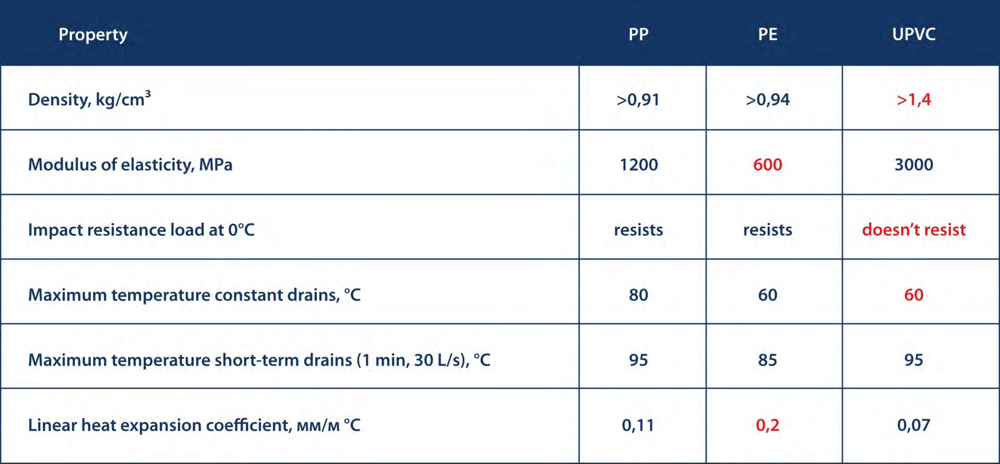 Property PP PE UPVC
Density, kg/cm³ >0,91 >0,94 >1,4
Modulus of elasticity, MPa 1200 600 3000
Impact resistance load at 0°C resists resists doesn’t resist
Maximum temperature constant drains, °C 80 60 60
Maximum temperature short-term drains (1 min, 30 L/s), °C 95 85 95
Linear heat expansion coefficient, мм/м °C 0,11 0,2 0,07